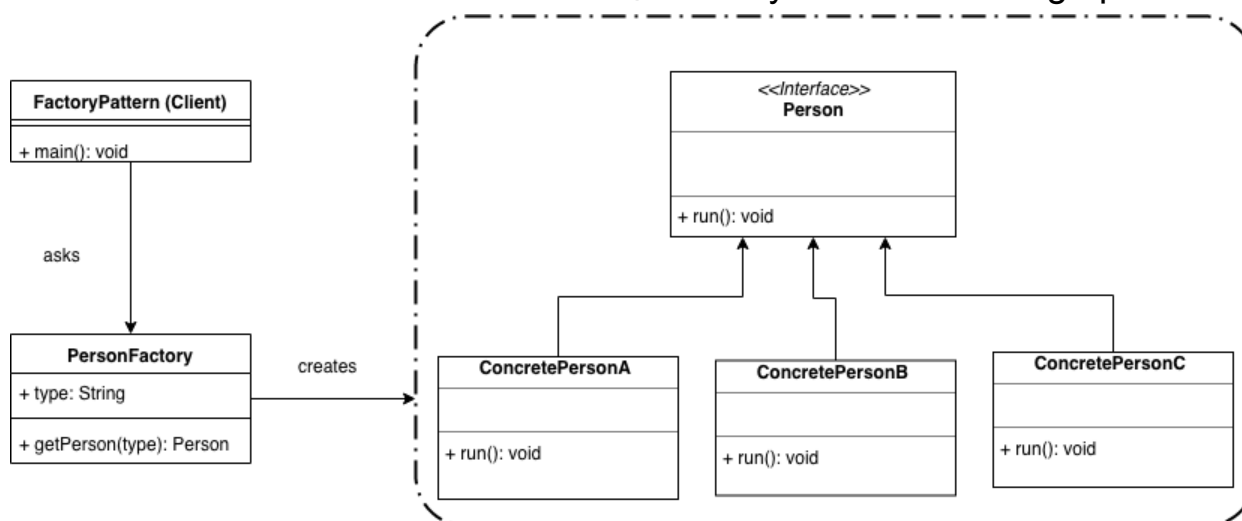 FactoryPattern (Client)
+ main(): void
asks
PersonFactory
+ type: String
+ getPerson(type): Person
creates
<<Interface>>
Person
+ run(): void
ConcretePersonA
+ run(): void
ConcretePersonB
+ run(): void
ConcretePersonC
+ run(): void